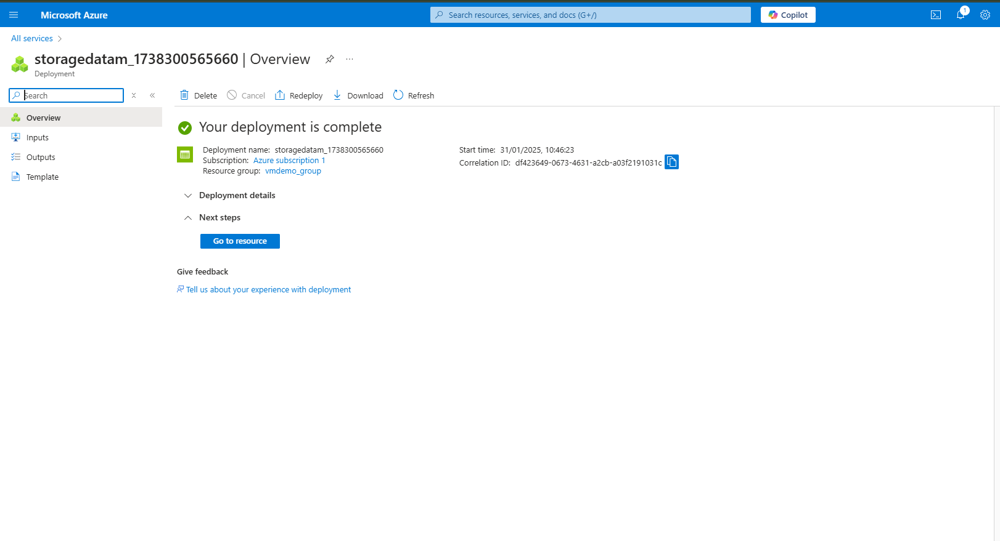 Microsoft Azure
Search resources, services, and docs (G+/)
Copilot
1
All services
storagedatam_1738300565660 | Overview
Deployment
Search
Delete
Cancel
Redeploy
Download
Refresh
Overview
Inputs
Outputs
Template
Your deployment is complete
Deployment name: storagedatam_1738300565660
Subscription: Azure subscription 1
Resource group: vmdemo_group
Start time: 31/01/2025, 10:46:23
Correlation ID: df423649-0673-4631-a2cb-a03f2191031c
Deployment details
Next steps
Go to resource
Give feedback
Tell us about your experience with deployment